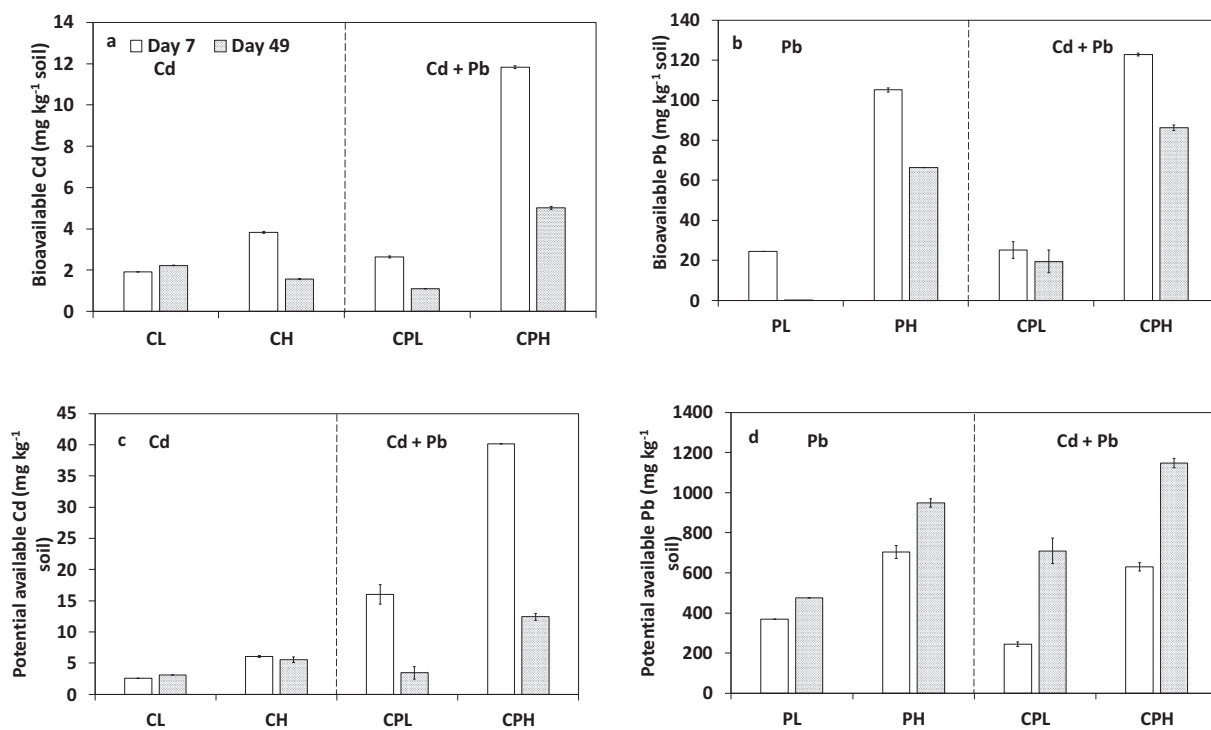 a Day 7 Day 49
Cd Cd + Pb
Bioavailable Cd (mg kg-1 soil)
14
12
10
8
6
4
2
0
CL CH CPL CPH
b Pb Cd + Pb
Bioavailable Pb (mg kg-1 soil)
140
120
100
80
60
40
20
0
PL PH CPL CPH
c Cd Cd + Pb
Potential available Cd (mg kg-1
soil)
45
40
35
30
25
20
15
10
5
0
CL CH CPL CPH
d Pb Cd + Pb
Potential available Pb (mg kg-1
soil)
1400
1200
1000
800
600
400
200
0
PL PH CPL CPH